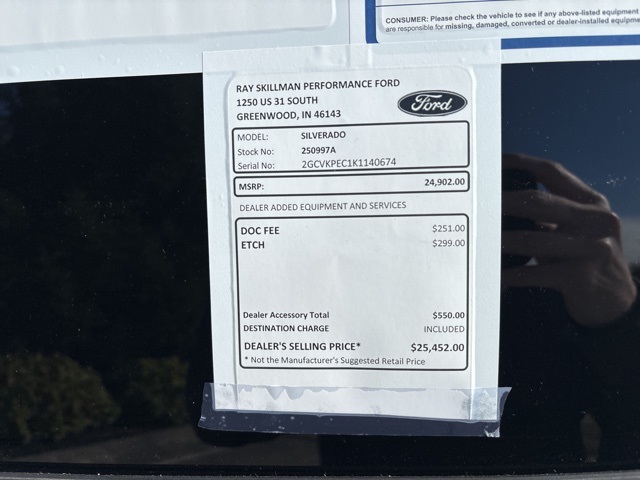 CONSUMER: Please check the vehicle to see if any above-listed equipment
are responsible for missing, damaged, converted or dealer-installed equipme
RAY SKILLMAN PERFORMANCE FORD
1250 US 31 SOUTH
GREENWOOD, IN 46143
Ford
MODEL: SILVERADO
Stock No: 250997A
Serial No: 2GCVKPEC1K1140674
MSRP: 24,902.00
DEALER ADDED EQUIPMENT AND SERVICES
DOC FEE $251.00
ETCH $299.00
Dealer Accessory Total $550.00
DESTINATION CHARGE INCLUDED
DEALER'S SELLING PRICE* $25,452.00
* Not the Manufacturer's Suggested Retail Price